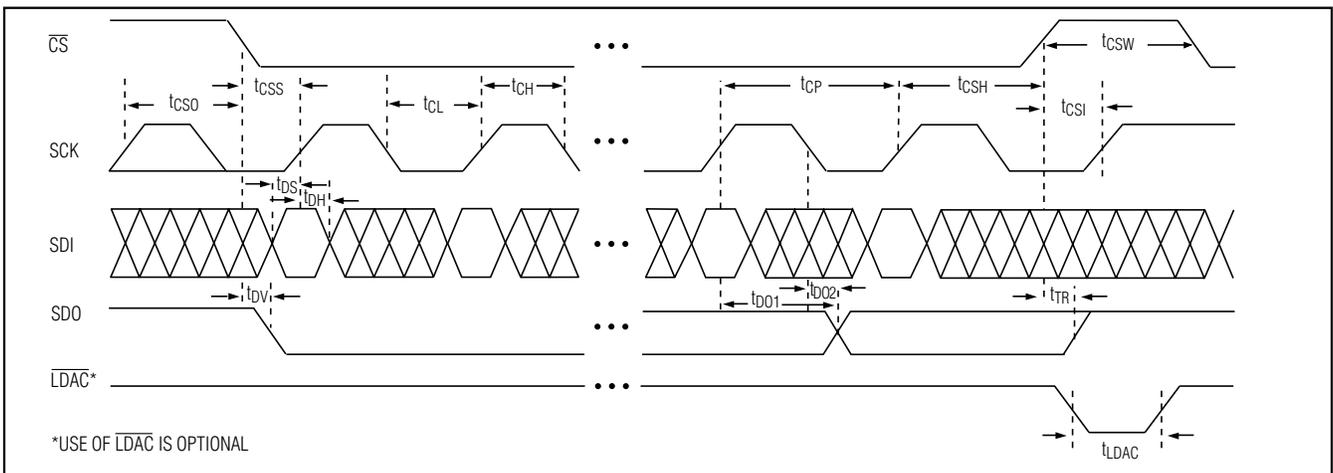 CS
tCSW
tCSS
tCSO
tCL
tCH
tCP
tCSH
tCSI
SCK
tDS
tDH
SDI
tDV
tDO1
tDO2
tTR
SDO
LDAC*
tLDAC
*USE OF LDAC IS OPTIONAL